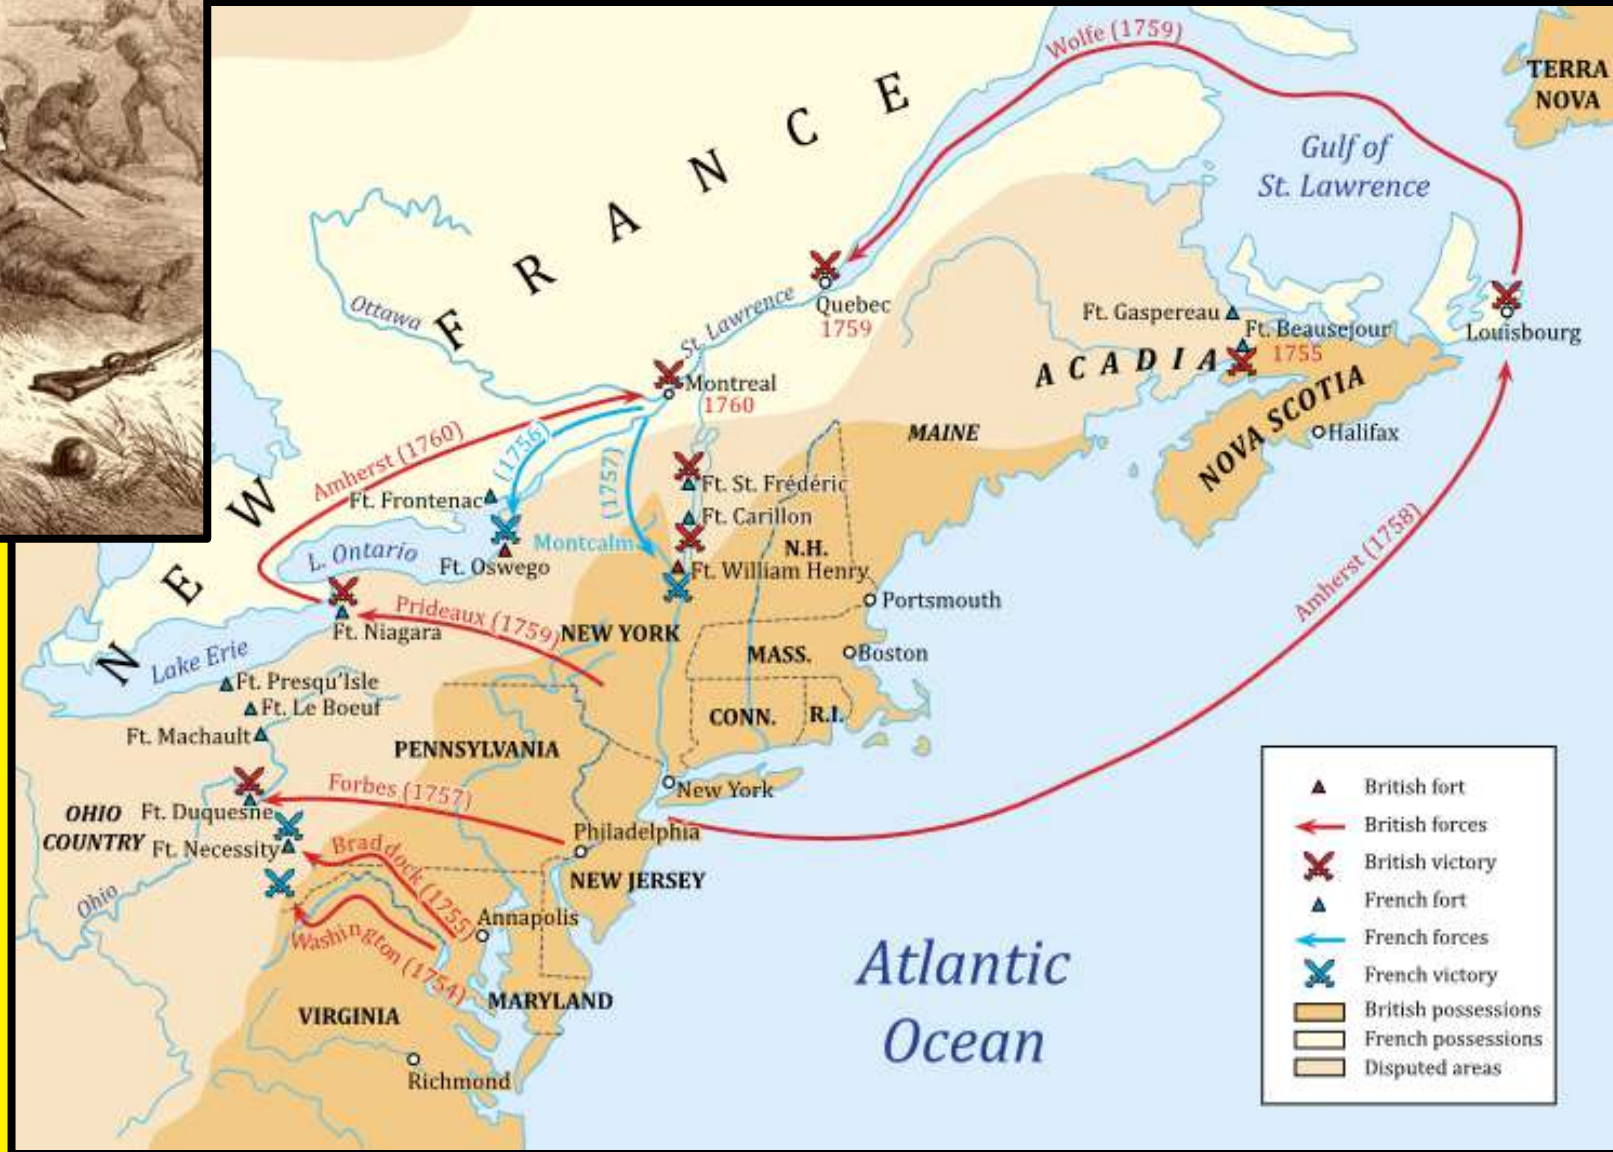 Wolfe (1759)
TERRA
NOVA
Gulf of
St. Lawrence
NEW FRANCE
Ottawa
St. Lawrence
Quebec
1759
Ft. Gaspereau
Ft. Beausejour
1755
Louisbourg
ACADIA
NOVA SCOTIA
Halifax
Montreal
1760
MAINE
Amherst (1760)
(1756)
(1757)
Ft. Frontenac
Ft. St. Frédéric
Ft. Carillon
Montcalm
N.H.
L. Ontario
Ft. Oswego
Ft. William Henry
Amherst (1758)
Portsmouth
Prideaux (1759)
Ft. Niagara
NEW YORK
MASS.
Boston
Lake Erie
Ft. Presqu'Isle
Ft. Le Boeuf
Ft. Machault
CONN.
R.I.
PENNSYLVANIA
New York
Forbes (1757)
OHIO
COUNTRY
Ft. Duquesne
Ft. Necessity
Philadelphia
Braddock (1755)
NEW JERSEY
Ohio
Annapolis
Washington (1754)
MARYLAND
VIRGINIA
Richmond
Atlantic
Ocean
British fort
British forces
British victory
French fort
French forces
French victory
British possessions
French possessions
Disputed areas